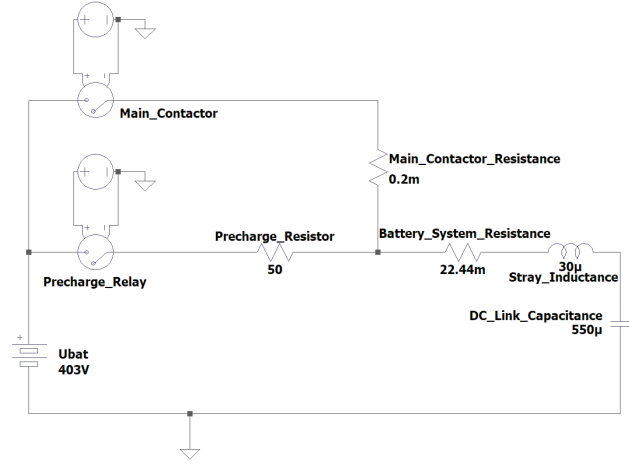 Main_Contactor
Main_Contactor_Resistance
0.2m
Precharge_Resistor
50
Battery_System_Resistance
22.44m
30µ
Stray_Inductance
Precharge_Relay
DC_Link_Capacitance
550µ
Ubat
403V